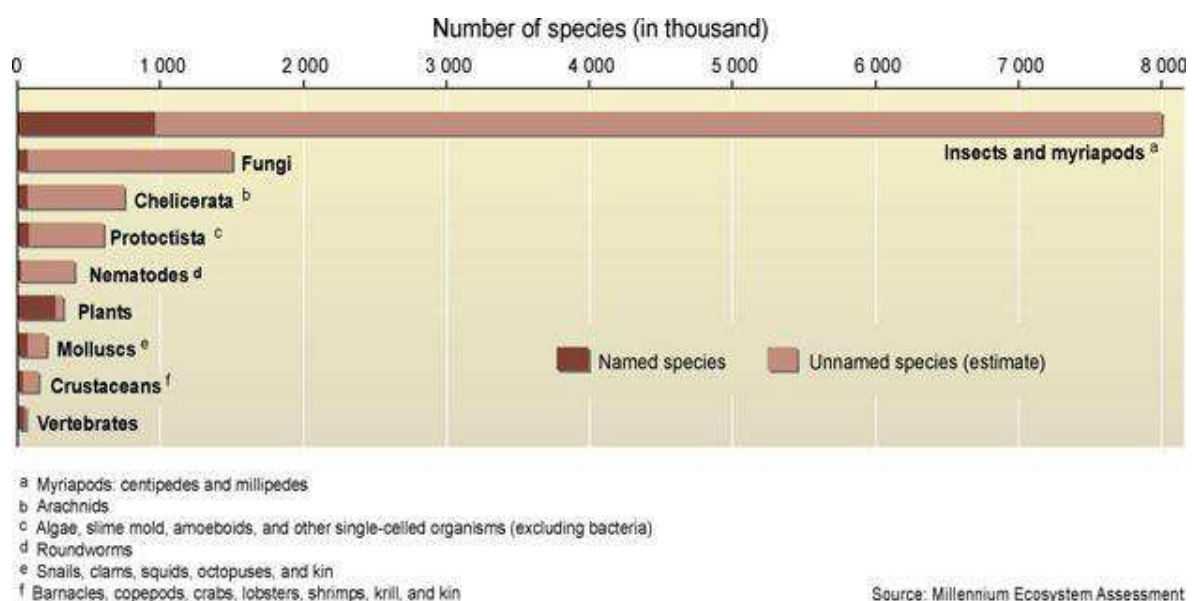 Number of species (in thousand)
0 1 000 2 000 3 000 4 000 5 000 6 000 7 000 8 000
Insects and myriapods a
Fungi
Chelicerata b
Protoctista c
Nematodes d
Plants
Molluscs e
Named species Unnamed species (estimate)
Crustaceans f
Vertebrates
a Myriapods: centipedes and millipedes
b Arachnids
c Algae, slime mold, amoeboids, and other single-celled organisms (excluding bacteria)
d Roundworms
e Snails, clams, squids, octopuses, and kin
f Barnacles, copepods, crabs, lobsters, shrimps, krill, and kin
Source: Millennium Ecosystem Assessment